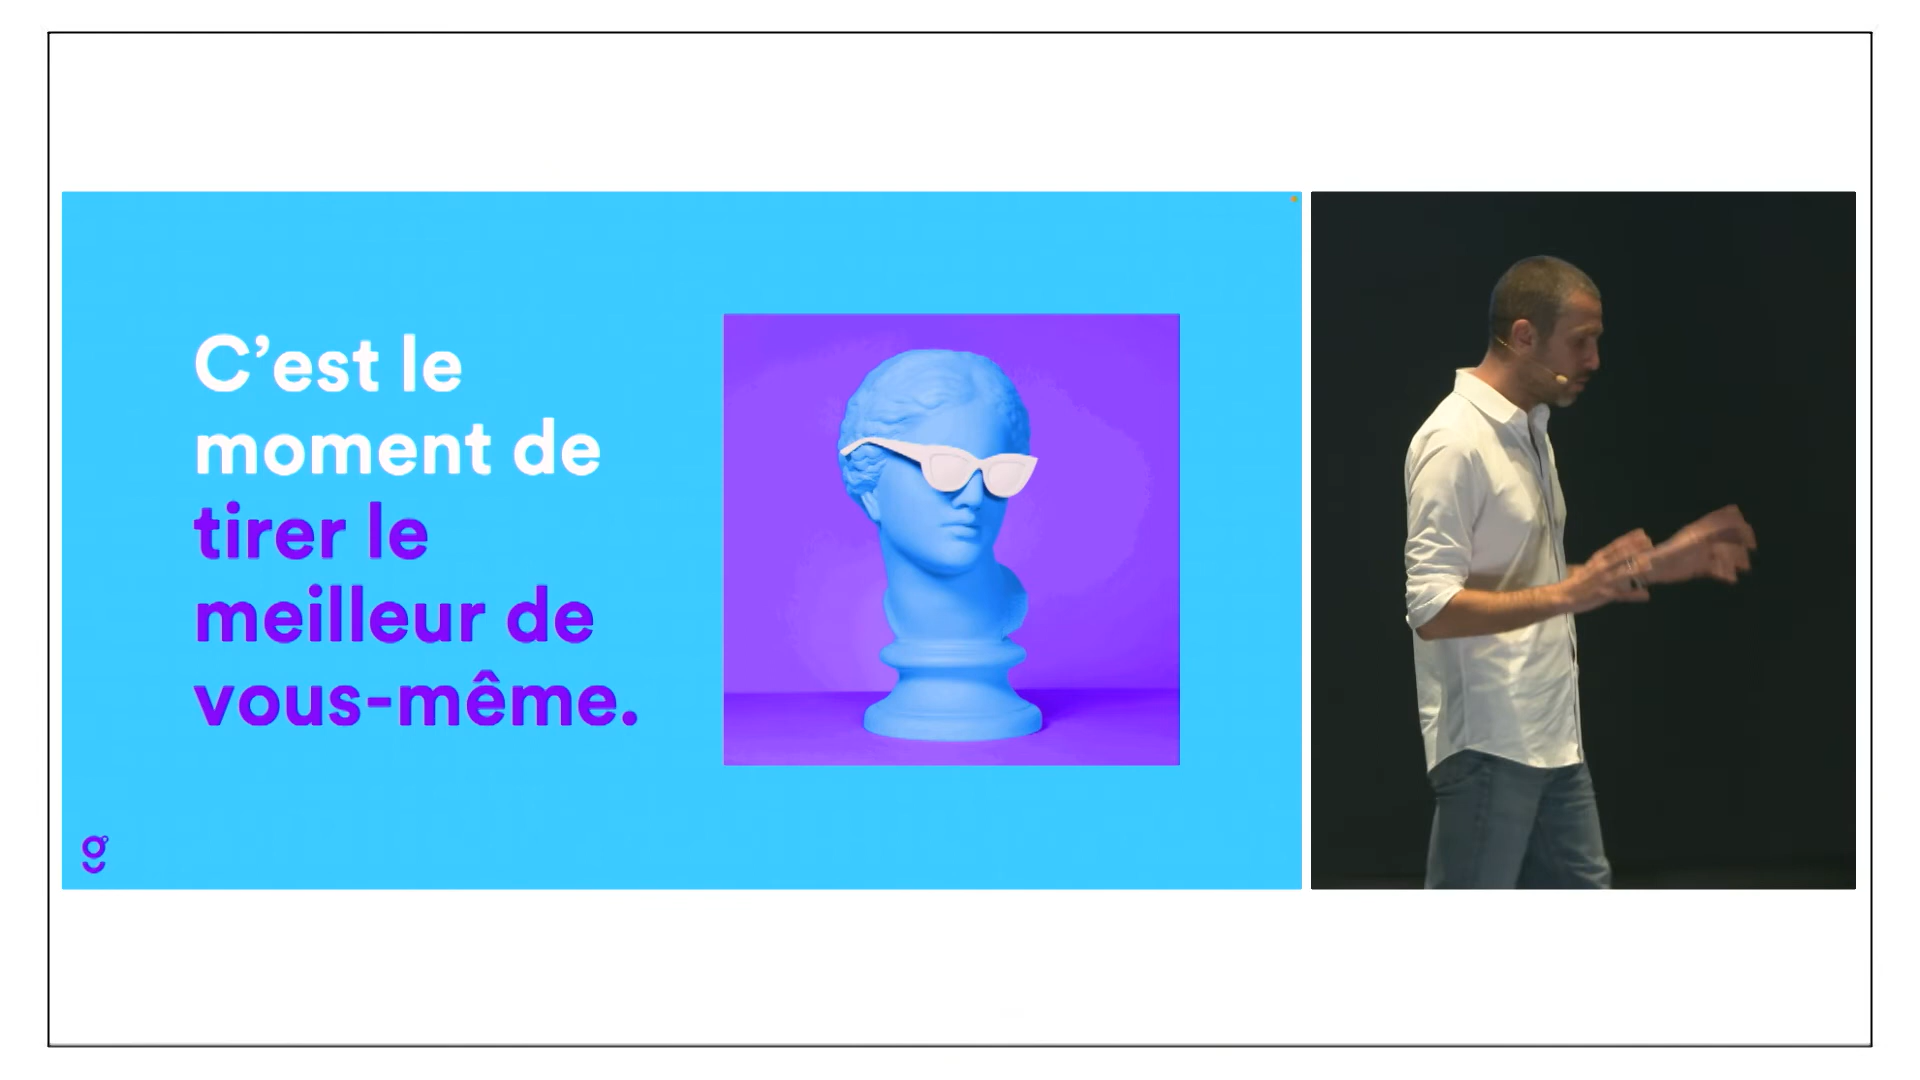 C’est le
moment de
tirer le
meilleur de
vous-même.